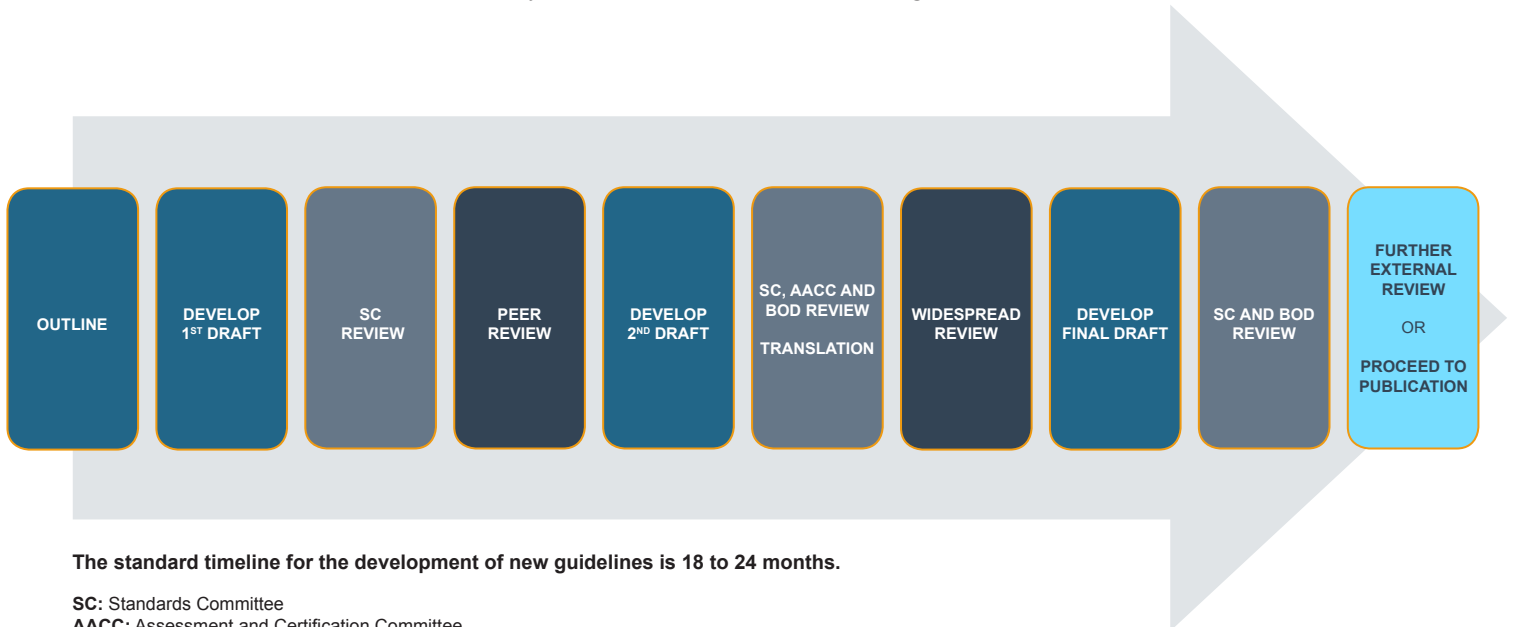 OUTLINE
DEVELOP
1ST DRAFT
SC
REVIEW
PEER
REVIEW
DEVELOP
2ND DRAFT
SC, AACC AND
BOD REVIEW
TRANSLATION
WIDESPREAD
REVIEW
DEVELOP
FINAL DRAFT
SC AND BOD
REVIEW
FURTHER
EXTERNAL
REVIEW
OR
PROCEED TO
PUBLICATION
The standard timeline for the development of new guidelines is 18 to 24 months.
SC: Standards Committee
AACC: Assessment and Certification Committee